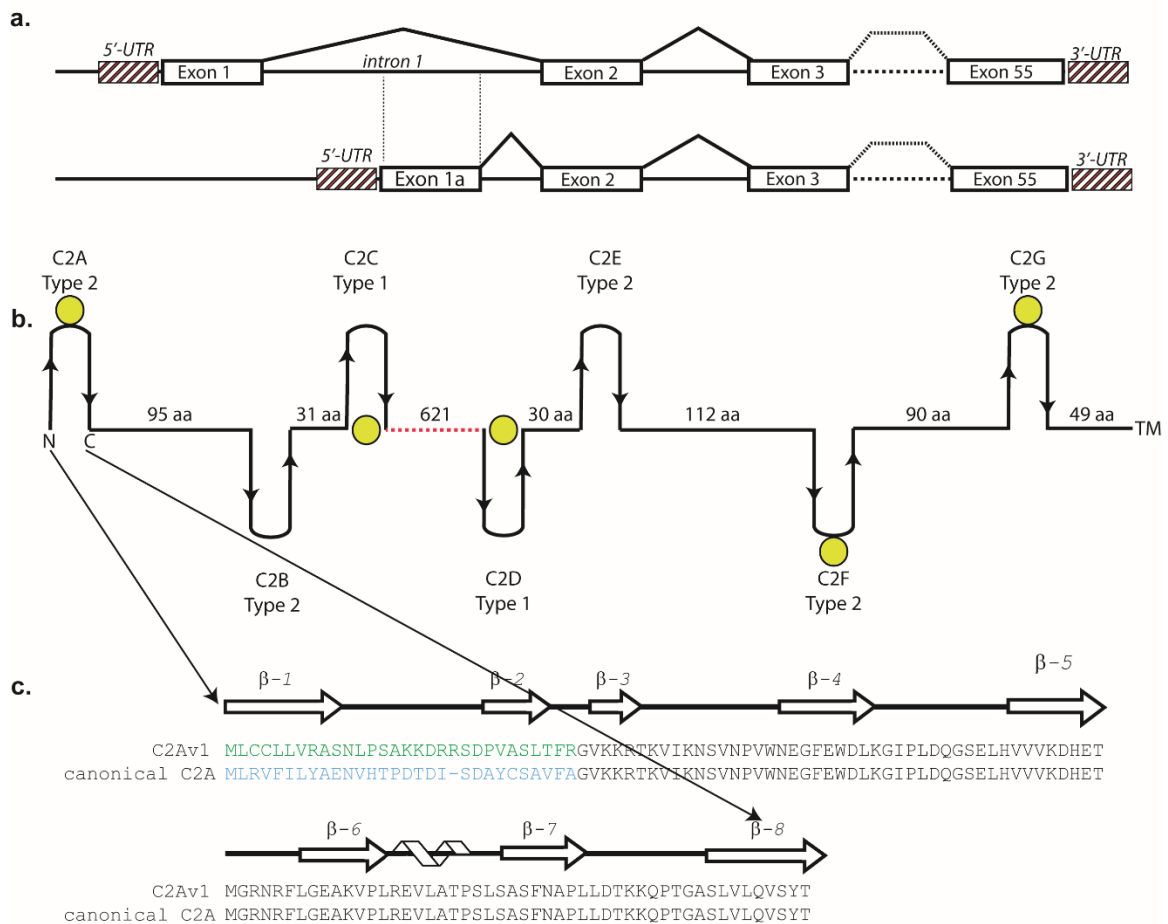 a.
5'-UTR
Exon 1
intron 1
Exon 2
Exon 3
Exon 55
3'-UTR
5'-UTR
Exon 1a
Exon 2
Exon 3
Exon 55
3'-UTR
b.
C2A
Type 2
C2C
Type 1
C2E
Type 2
C2G
Type 2
95 aa
31 aa
621
30 aa
112 aa
90 aa
49 aa
TM
N
C
C2B
Type 2
C2D
Type 1
C2F
Type 2
c.
β-1
β-2
β-3
β-4
β-5
C2Av1 MLCCLLVRASNLPSAKKDRRSDPVASLTFRGVKKRTKVIKNSVNPVWNEGFEWDLKGIPLDQGSELHVVVKDHET
canonical C2A MLRVFILYAENVHTPDTDI-SDAYCSAVFAGVKKRTKVIKNSVNPVWNEGFEWDLKGIPLDQGSELHVVVKDHET
β-6
β-7
β-8
C2Av1 MGRNRFLGEAKVPLREVLATPSLSASFNAPLLDTKKQPTGASLVLQVSYT
canonical C2A MGRNRFLGEAKVPLREVLATPSLSASFNAPLLDTKKQPTGASLVLQVSYT